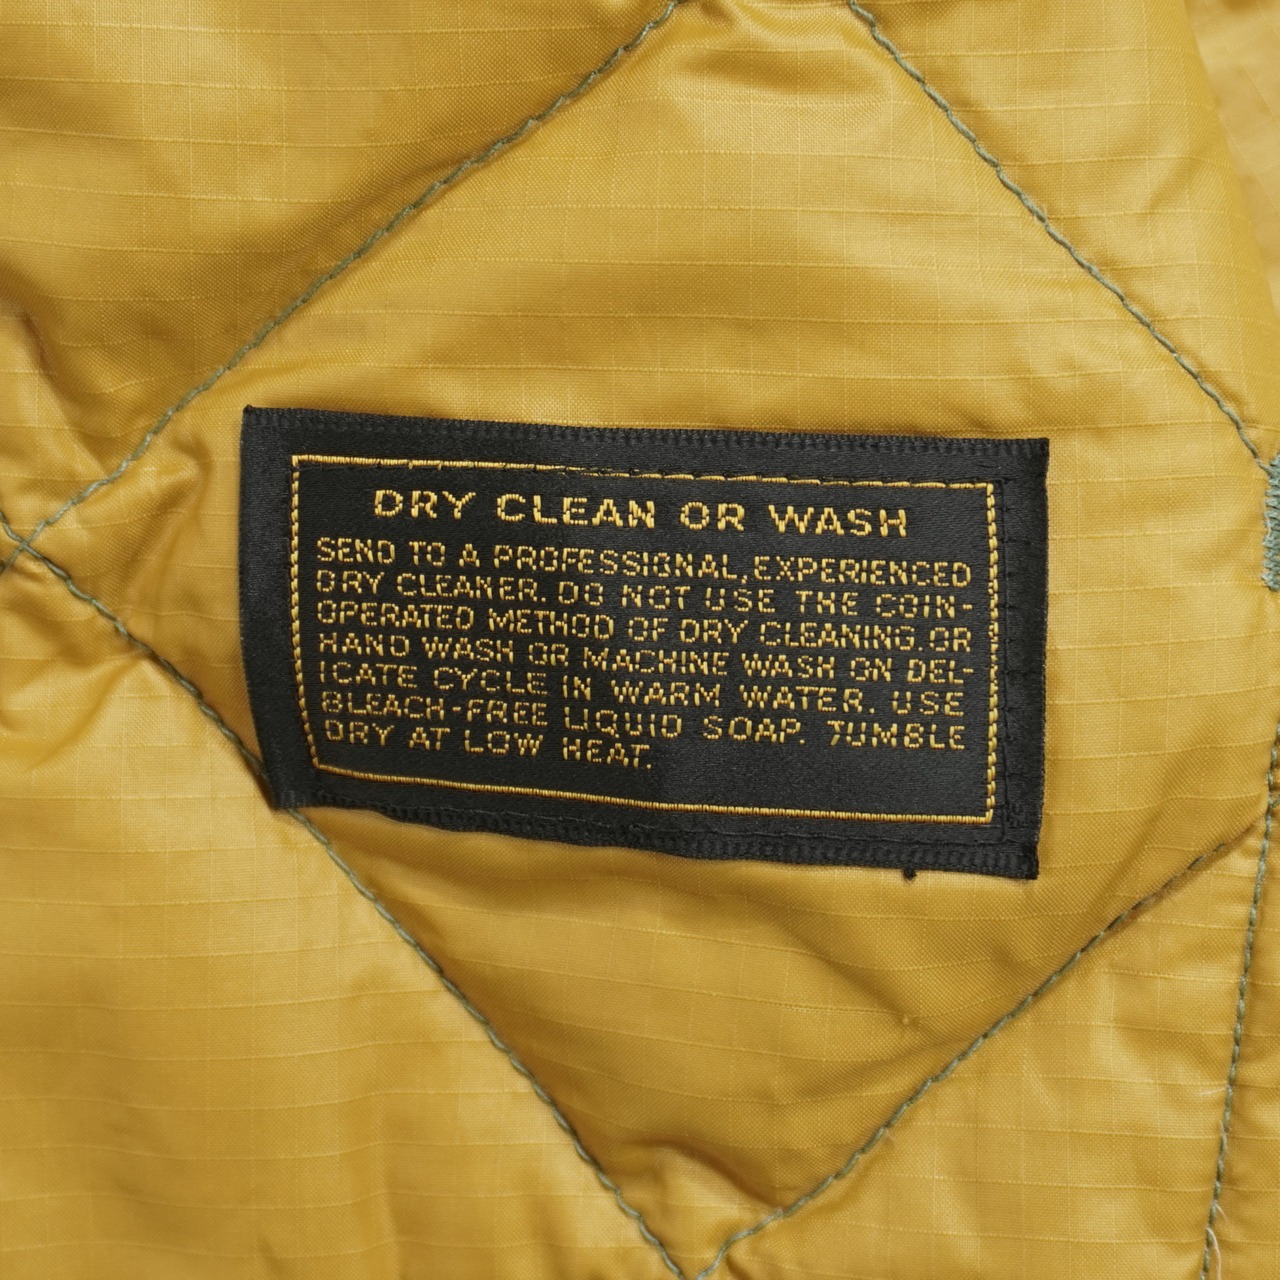 DRY CLEAN OR WASH
SEND TO A PROFESSIONAL, EXPERIENCED
DRY CLEANER. DO NOT USE THE COIN-
OPERATED METHOD OF DRY CLEANING. OR
HAND WASH OR MACHINE WASH ON DEL-
ICATE CYCLE IN WARM WATER. USE
BLEACH-FREE LIQUID SOAP. TUMBLE
DRY AT LOW HEAT.